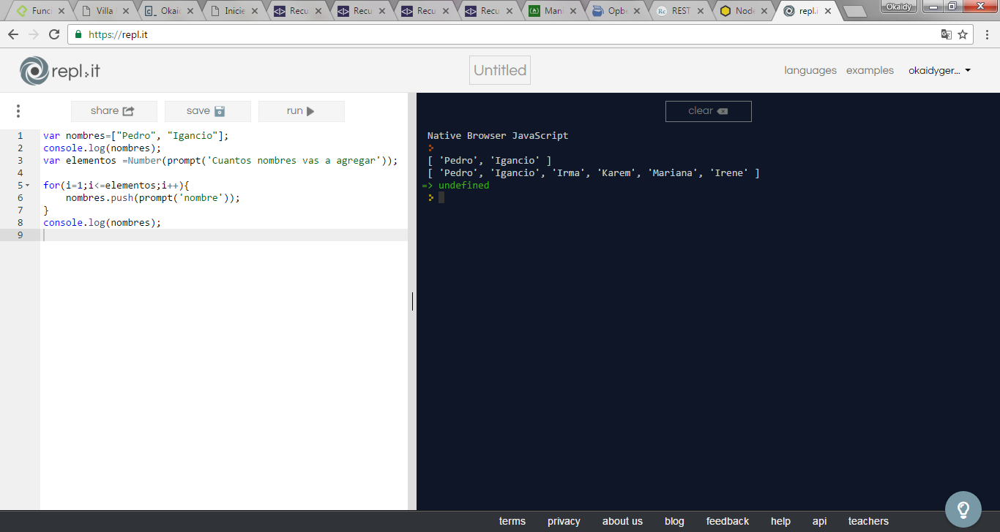 Funci Villa Okaid Inicie Recu Recu Recu Recu Mani Opbe Rc REST Node repl.i Okaidy
https://repl.it
repl.it Untitled languages examples okaidyger...
share save run clear
1 var nombres=["Pedro", "Igancio"];
2 console.log(nombres);
3 var elementos =Number(prompt('Cuantos nombres vas a agregar'));
4
5 for(i=1;i<=elementos;i++){
6 nombres.push(prompt('nombre'));
7 }
8 console.log(nombres);
9
Native Browser JavaScript
[ 'Pedro', 'Igancio' ]
[ 'Pedro', 'Igancio', 'Irma', 'Karem', 'Mariana', 'Irene' ]
=> undefined
terms privacy about us blog feedback help api teachers